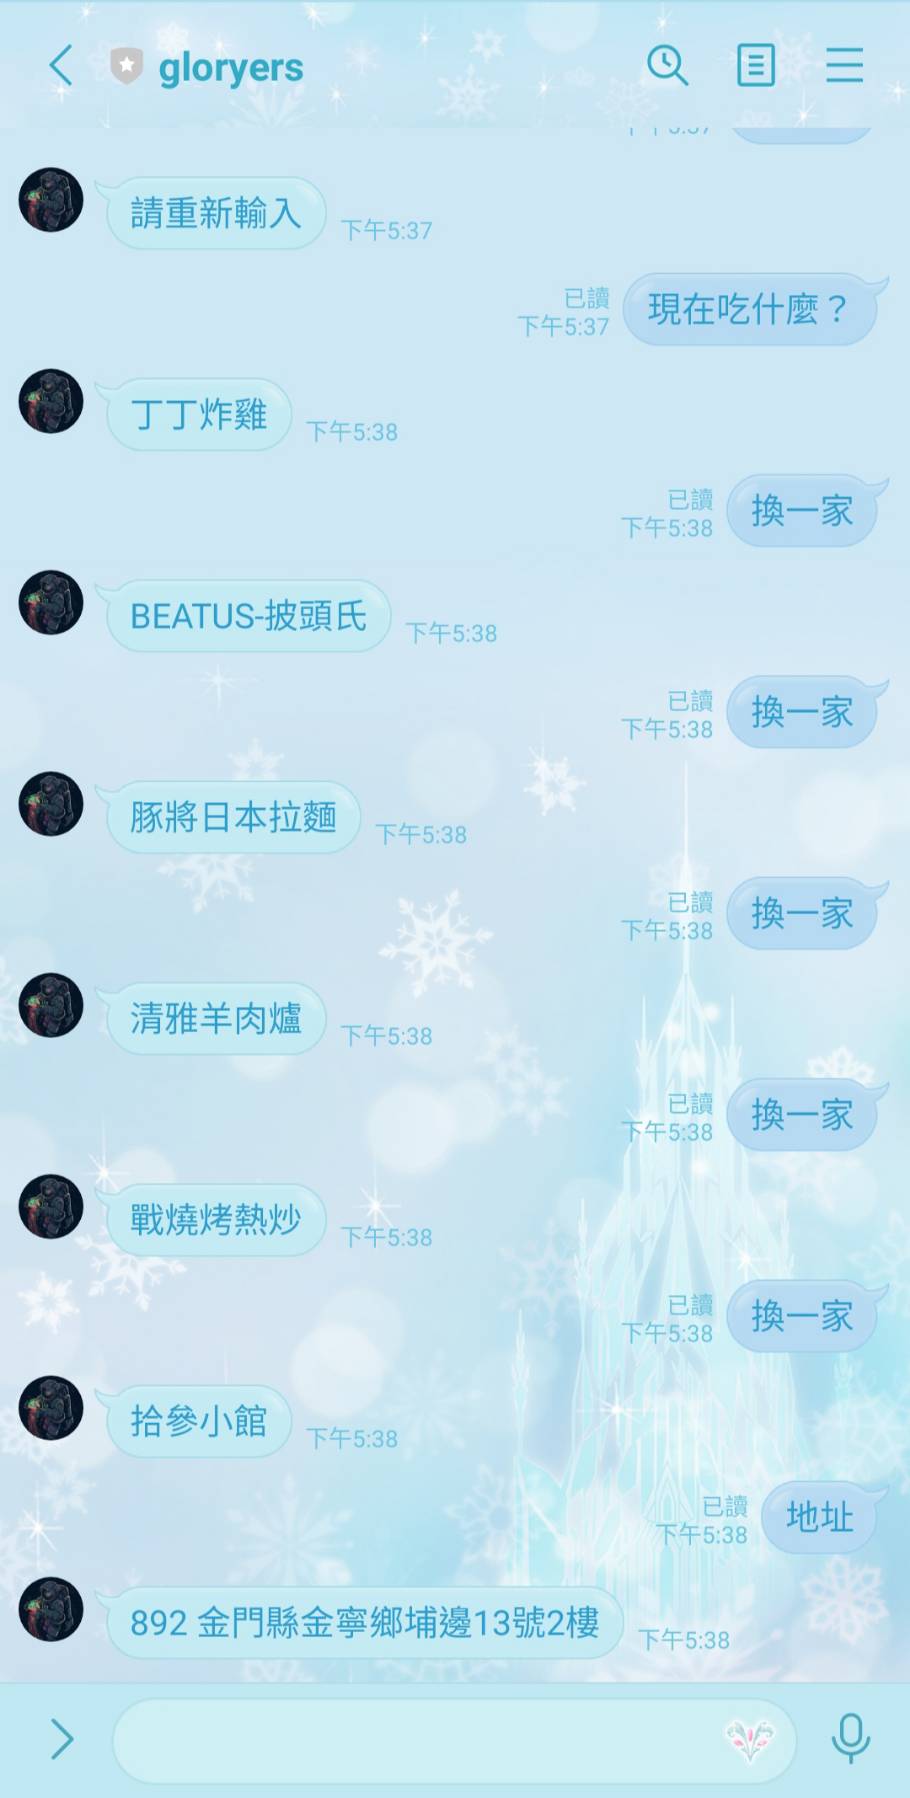 gloryers
請重新輸入
下午5:37
已讀
下午5:37
現在吃什麼？
丁丁炸雞
下午5:38
已讀
下午5:38
換一家
BEATUS-披頭氏
下午5:38
已讀
下午5:38
換一家
豚將日本拉麵
下午5:38
已讀
下午5:38
換一家
清雅羊肉爐
下午5:38
已讀
下午5:38
換一家
戰燒烤熱炒
下午5:38
已讀
下午5:38
換一家
拾參小館
下午5:38
已讀
下午5:38
地址
892 金門縣金寧鄉埔邊13號2樓
下午5:38